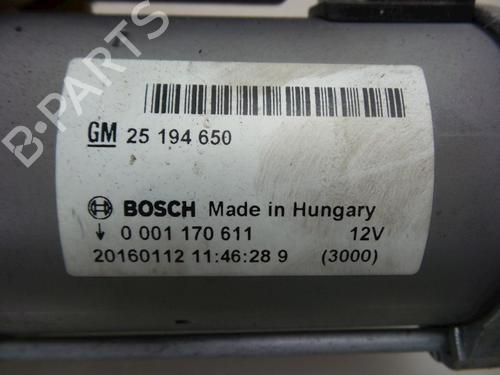 GM 25 194 650
BOSCH Made in Hungary
0 001 170 611 12V
20160112 11:46:28 9 (3000)
B-PARTS